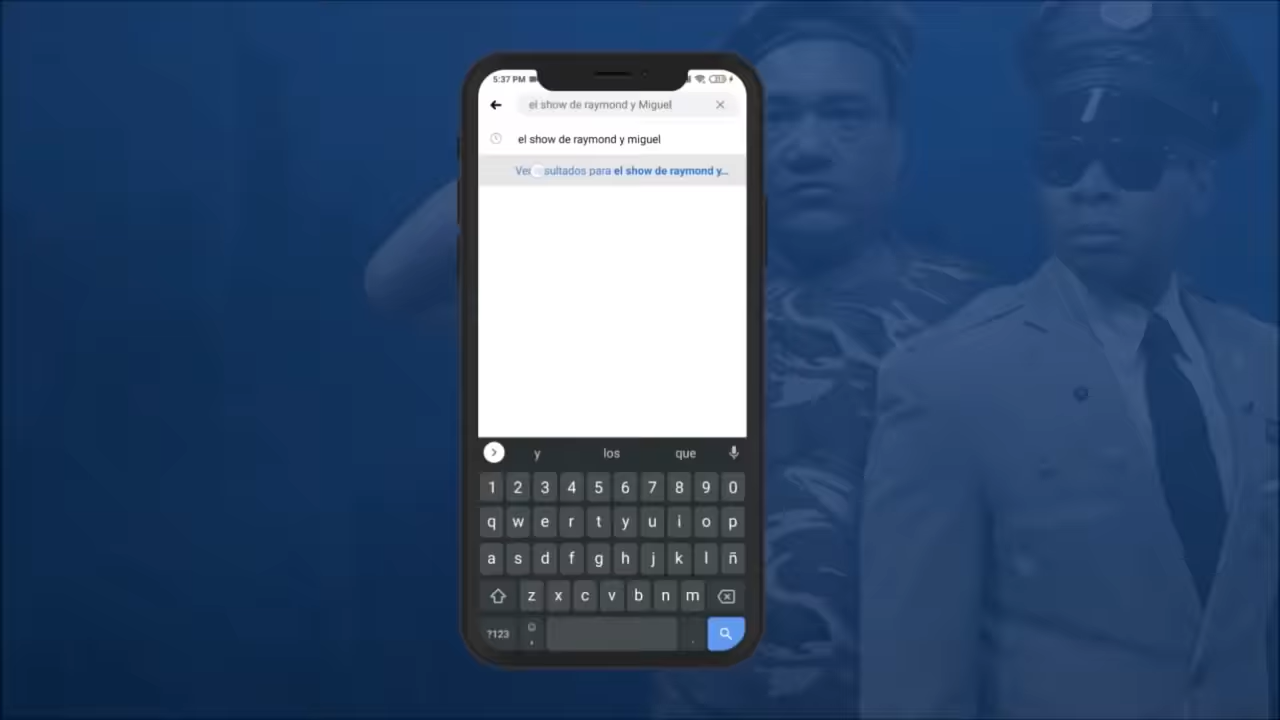 5:37 PM
el show de raymond y Miguel
el show de raymond y miguel
Ver sultados para el show de raymond y...
y los que
1 2 3 4 5 6 7 8 9 0
q w e r t y u i o p
a s d f g h j k l ñ
z x c v b n m
?123 , .